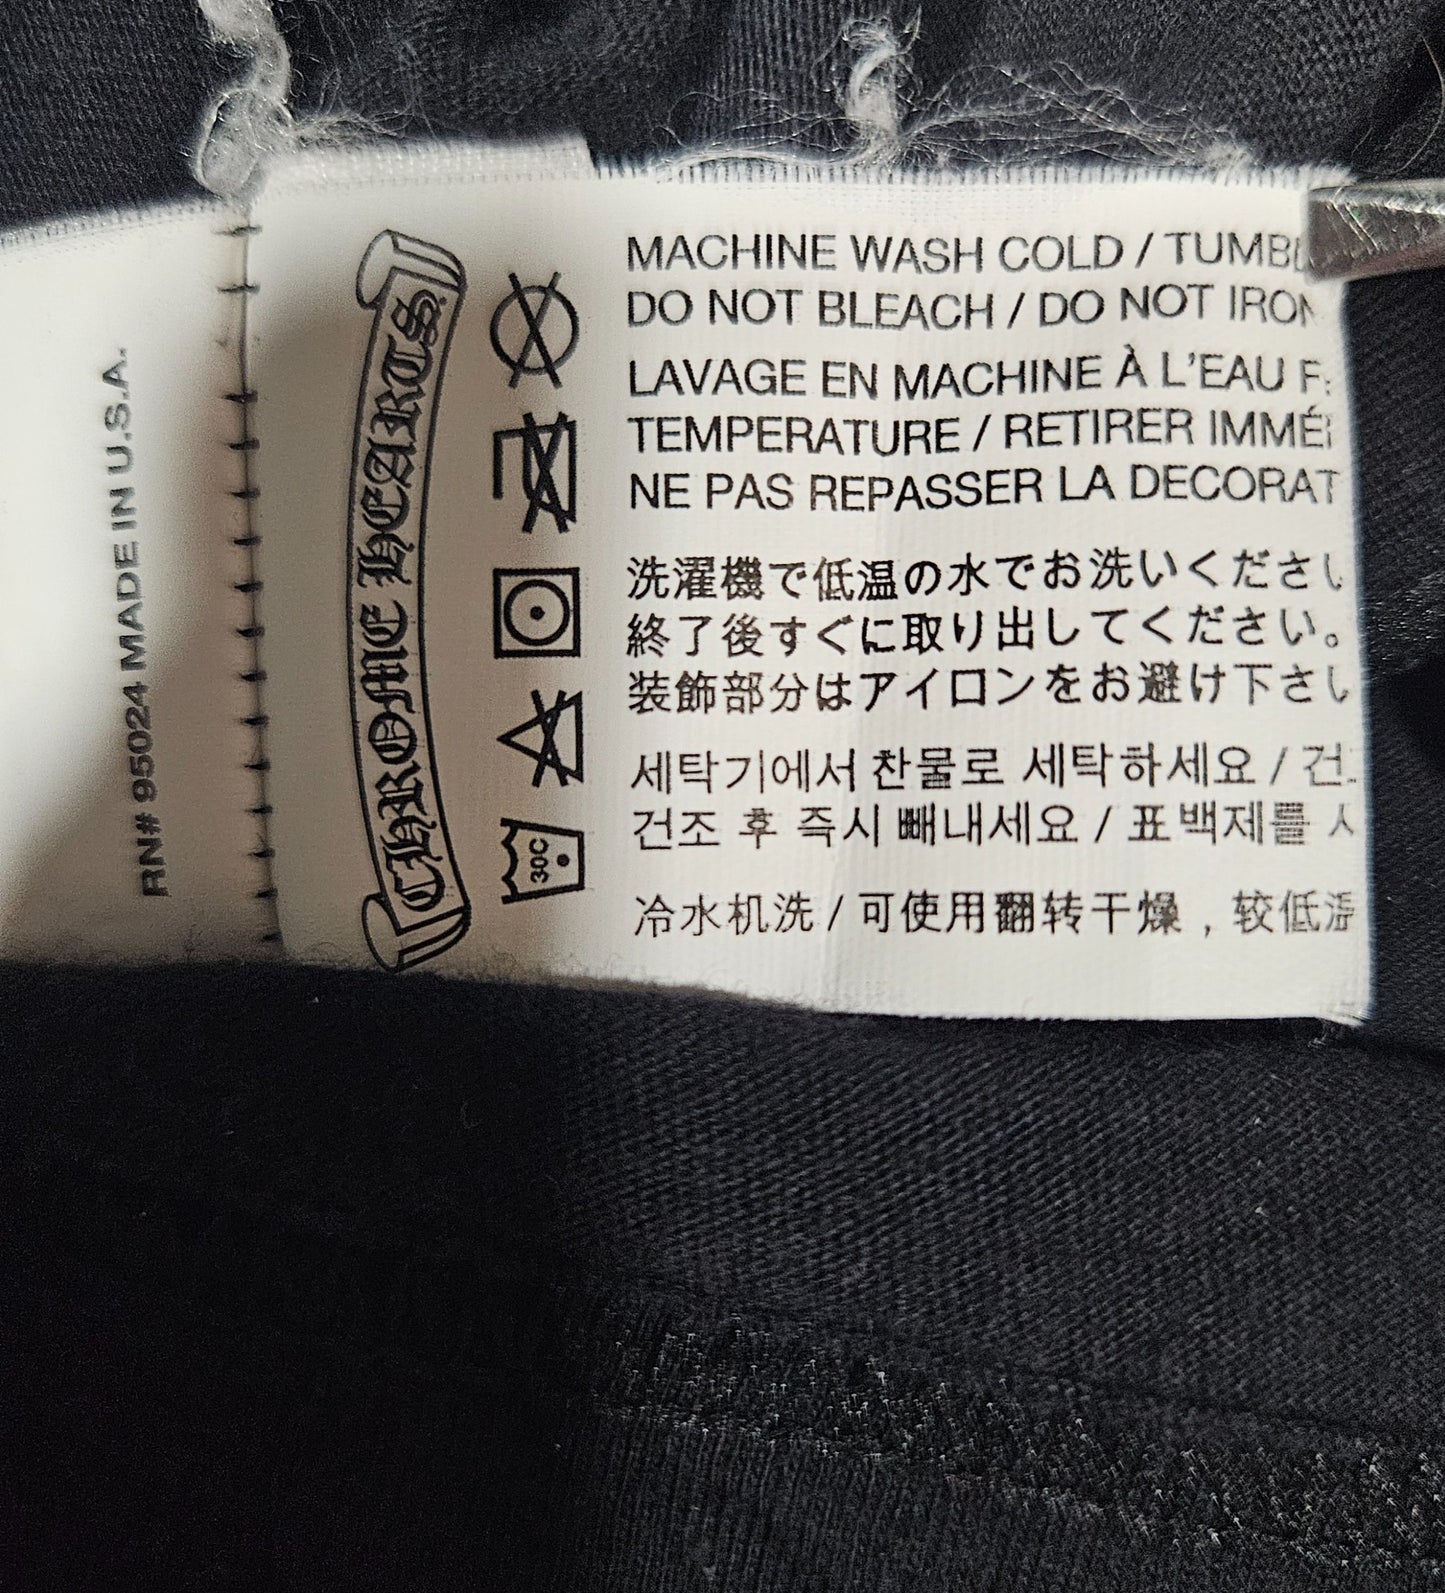 RN# 95024 MADE IN U.S.A.
CHROME HEARTS
30C
MACHINE WASH COLD /
DO NOT BLEACH / DO NOT IRON
LAVAGE EN MACHINE À L'EAU
TEMPERATURE / RETIRER
NE PAS REPASSER LA
洗濯機で低温の水でお洗いくださ
終了後すぐに取り出してください。
装飾部分はアイロンをお避け下さ
세탁기에서 찬물로 세탁하세요 / 건
건조 후 즉시 빼내세요 / 표백제를
冷水机洗 / 可使用翻转干燥，较低